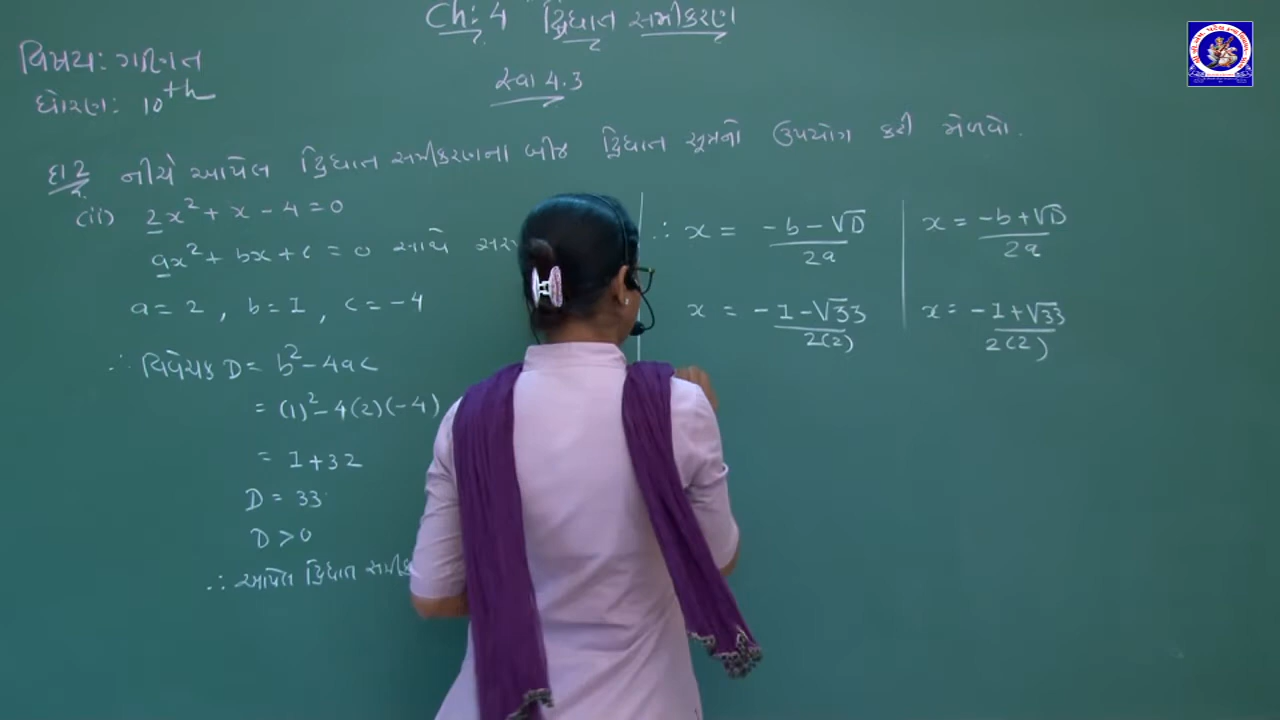 Ch: 4 દ્વિઘાત સમીકરણ
વિષય: ગણિત
ધોરણ: 10th
સ્વા 4.3
દા 2 નીચે આપેલ દ્વિઘાત સમીકરણના બીજ દ્વિઘાત સૂત્રનો ઉપયોગ કરી મેળવો.
(ii) 2x² + x - 4 = 0
ax² + bx + c = 0 સાથે
a = 2 , b = 1 , c = -4
∴ વિવેચક D = b² - 4ac
= (1)² - 4(2)(-4)
= 1 + 32
D = 33
D > 0
∴ આપેલ દ્વિઘાત
∴ x = -b - √D / 2a
x = -1 - √33 / 2(2)
x = -b + √D / 2a
x = -1 + √33 / 2(2)